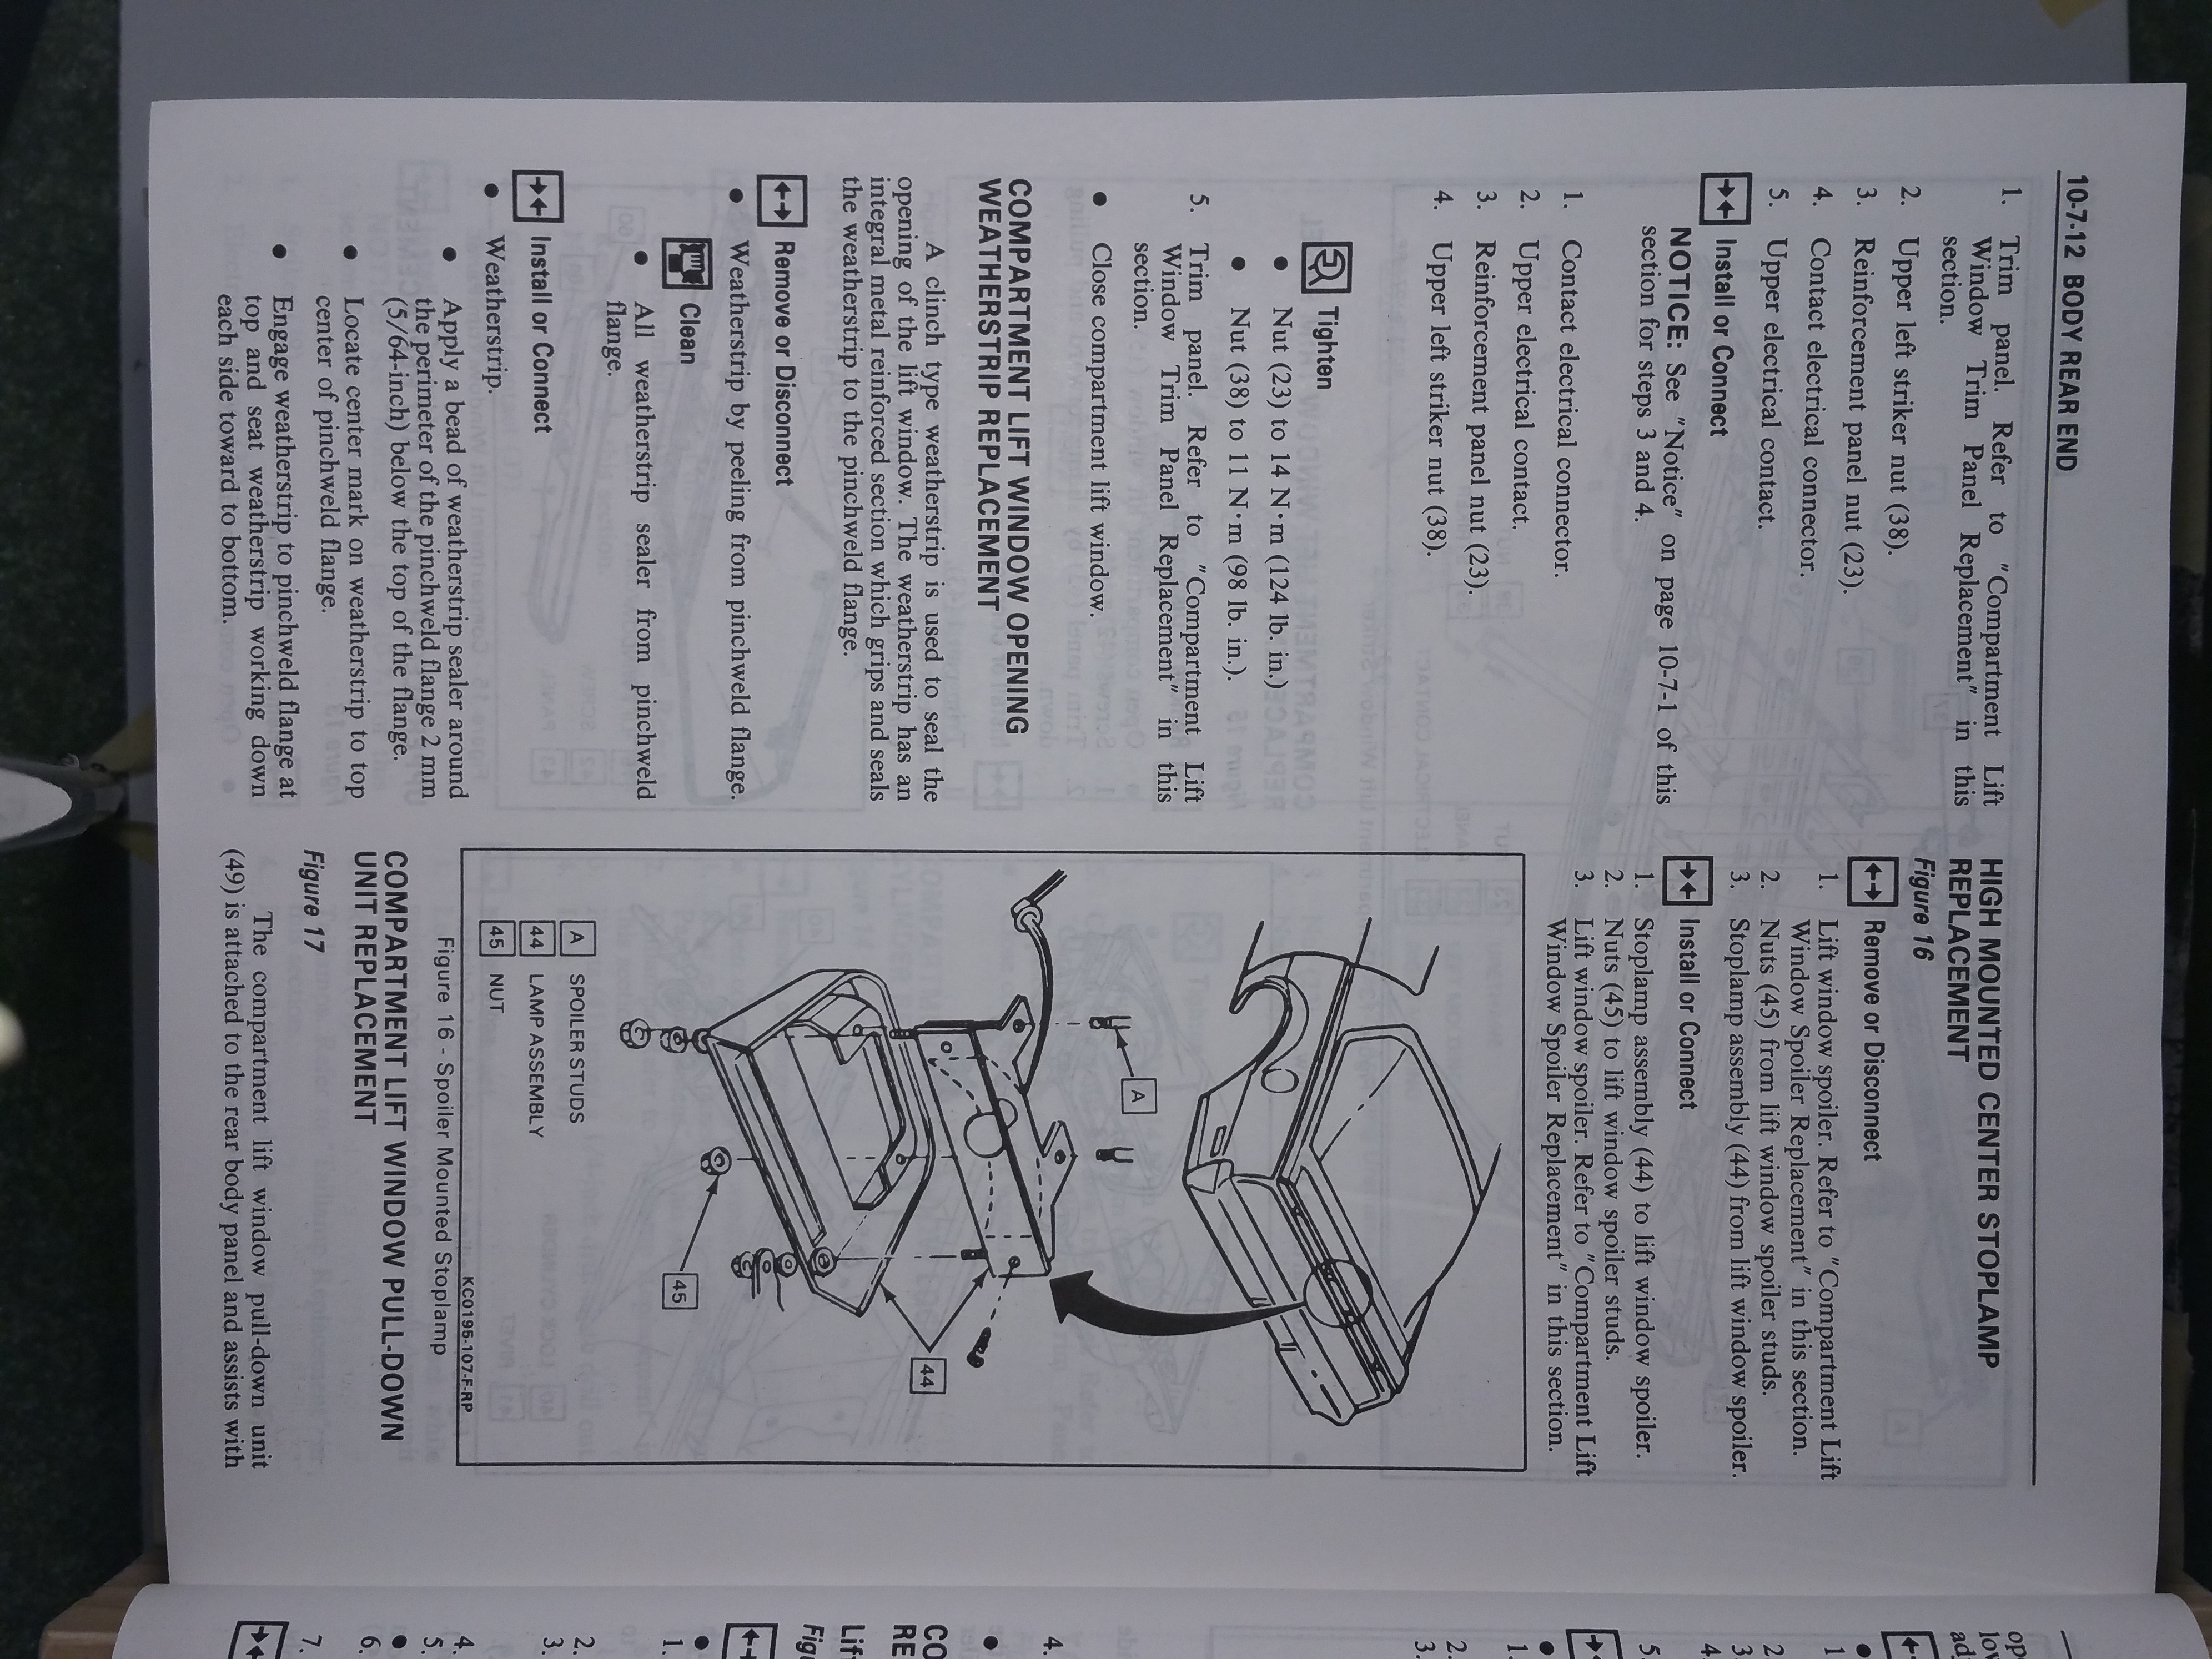 10-7-12 BODY REAR END
1. Trim panel. Refer to "Compartment Lift
Window Trim Panel Replacement" in this
section.
2. Upper left striker nut (38).
3. Reinforcement panel nut (23).
4. Contact electrical connector.
5. Upper electrical contact.
Install or Connect
NOTICE: See "Notice" on page 10-7-1 of this
section for steps 3 and 4.
1. Contact electrical connector.
2. Upper electrical contact.
3. Reinforcement panel nut (23).
4. Upper left striker nut (38).
Tighten
• Nut (23) to 14 N·m (124 lb. in.)
• Nut (38) to 11 N·m (98 lb. in.).
5. Trim panel. Refer to "Compartment Lift
Window Trim Panel Replacement" in this
section.
• Close compartment lift window.
COMPARTMENT LIFT WINDOW OPENING
WEATHERSTRIP REPLACEMENT
A clinch type weatherstrip is used to seal the
opening of the lift window. The weatherstrip has an
integral metal reinforced section which grips and seals
the weatherstrip to the pinchweld flange.
Remove or Disconnect
• Weatherstrip by peeling from pinchweld flange.
Clean
• All weatherstrip sealer from pinchweld
flange.
Install or Connect
• Weatherstrip.
• Apply a bead of weatherstrip sealer around
the perimeter of the pinchweld flange 2 mm
(5/64-inch) below the top of the flange.
• Locate center mark on weatherstrip to top
center of pinchweld flange.
• Engage weatherstrip to pinchweld flange at
top and seat weatherstrip working down
each side toward to bottom.
HIGH MOUNTED CENTER STOPLAMP
REPLACEMENT
Figure 16
Remove or Disconnect
1. Lift window spoiler. Refer to "Compartment Lift
Window Spoiler Replacement" in this section.
2. Nuts (45) from lift window spoiler studs.
3. Stoplamp assembly (44) from lift window spoiler.
Install or Connect
1. Stoplamp assembly (44) to lift window spoiler.
2. Nuts (45) to lift window spoiler studs.
3. Lift window spoiler. Refer to "Compartment Lift
Window Spoiler Replacement" in this section.
A
44
45
A SPOILER STUDS
44 LAMP ASSEMBLY
45 NUT
KC0195-107-F-RP
Figure 16 - Spoiler Mounted Stoplamp
COMPARTMENT LIFT WINDOW PULL-DOWN
UNIT REPLACEMENT
Figure 17
The compartment lift window pull-down unit
(49) is attached to the rear body panel and assists with